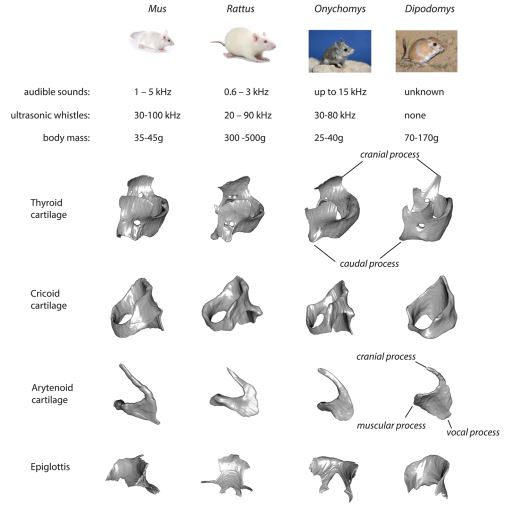 Mus Rattus Onychomys Dipodomys
audible sounds: 1 – 5 kHz 0.6 – 3 kHz up to 15 kHz unknown
ultrasonic whistles: 30-100 kHz 20 – 90 kHz 30-80 kHz none
body mass: 35-45g 300 -500g 25-40g 70-170g
cranial process
Thyroid
cartilage
caudal process
Cricoid
cartilage
cranial process
Arytenoid
cartilage
muscular process
vocal process
Epiglottis